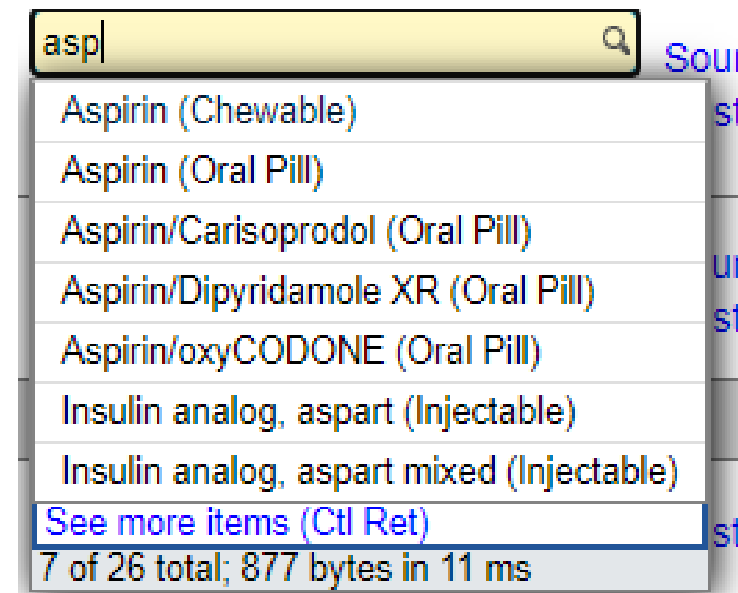 asp
Aspirin (Chewable)
Aspirin (Oral Pill)
Aspirin/Carisoprodol (Oral Pill)
Aspirin/Dipyridamole XR (Oral Pill)
Aspirin/oxyCODONE (Oral Pill)
Insulin analog, aspart (Injectable)
Insulin analog, aspart mixed (Injectable)
See more items (Ctl Ret)
7 of 26 total; 877 bytes in 11 ms